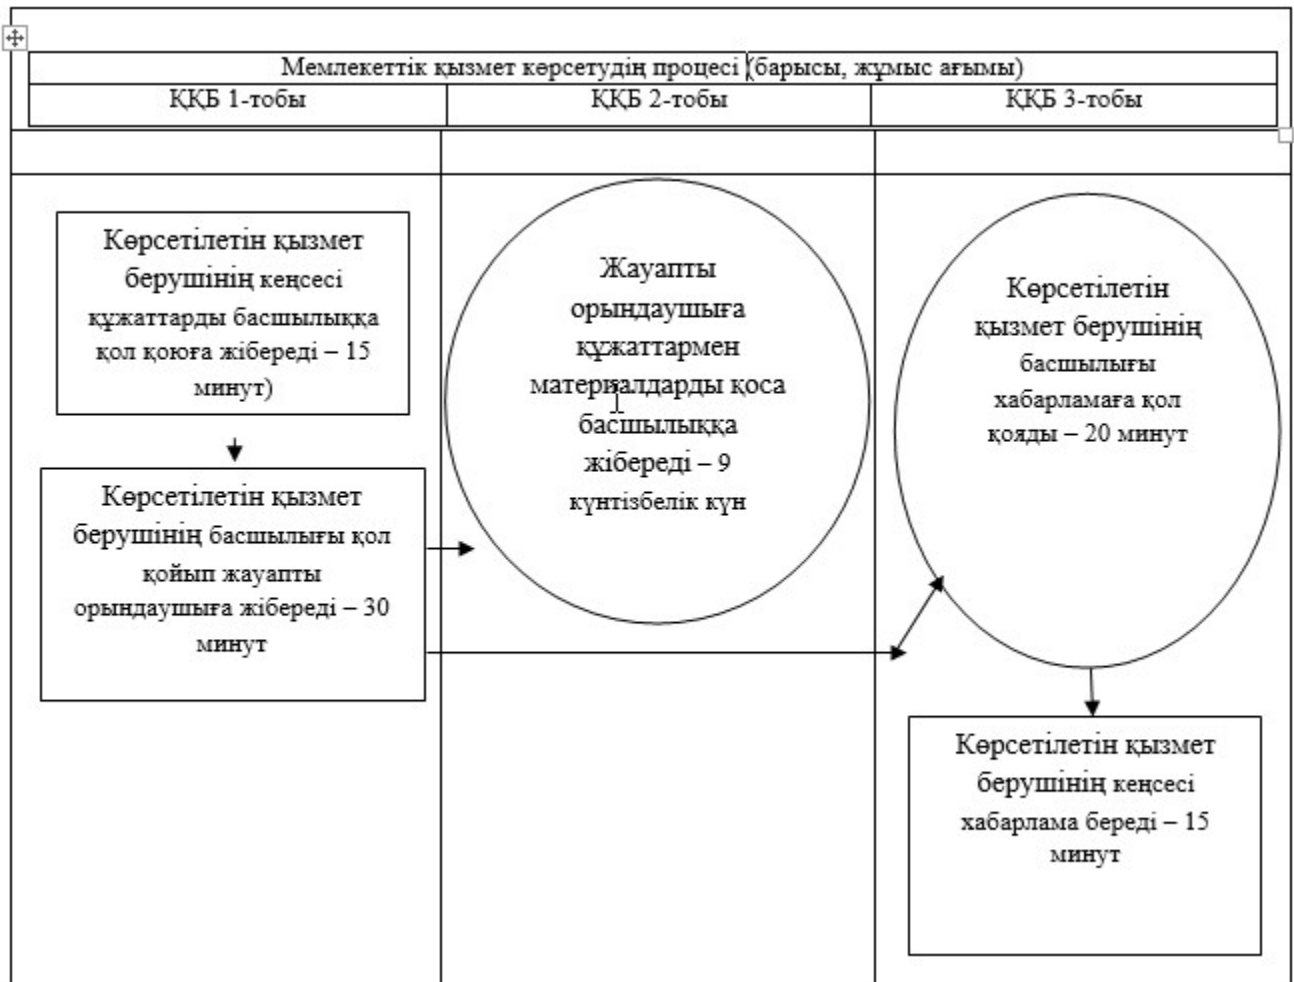 Мемлекеттік қызмет көрсетудің процесі (барысы, жұмыс ағымы)
ҚҚБ 1-тобы
ҚҚБ 2-тобы
ҚҚБ 3-тобы
Көрсетілетін қызмет
берушінің кеңсесі
құжаттарды басшылыққа
қол қоюға жібереді – 15
минут)
Көрсетілетін қызмет
берушінің басшылығы қол
қойып жауапты
орындаушыға жібереді – 30
минут
Жауапты
орындаушыға
құжаттармен
материалдарды қоса
басшылыққа
жібереді – 9
күнтізбелік күн
Көрсетілетін
қызмет берушінің
басшылығы
хабарламаға қол
қояды – 20 минут
Көрсетілетін қызмет
берушінің кеңсесі
хабарлама береді – 15
минут